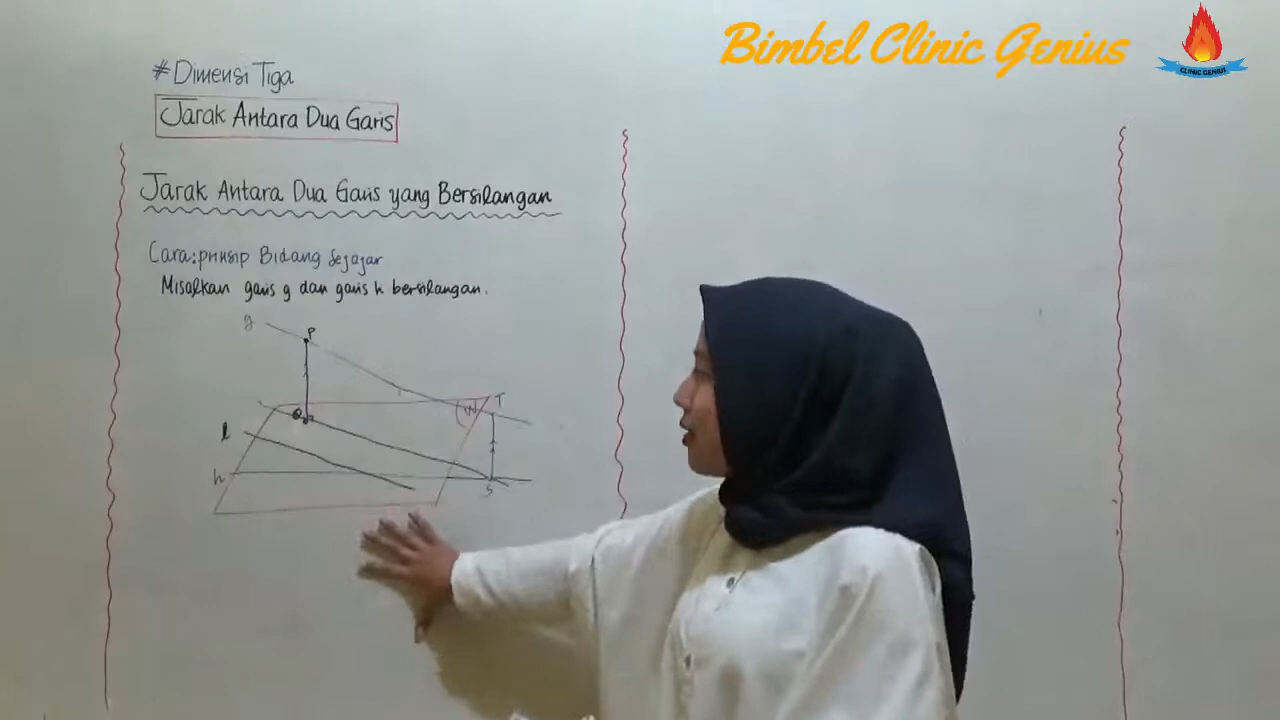 Bimbel Clinic Genius
CLINIC GENIUS
#Dimensi Tiga
Jarak Antara Dua Garis
Jarak Antara Dua Garis yang Bersilangan
Cara: prinsip Bidang Sejajar
Misalkan garis g dan garis h bersilangan.
g
P
T
W
Q
l
h
S